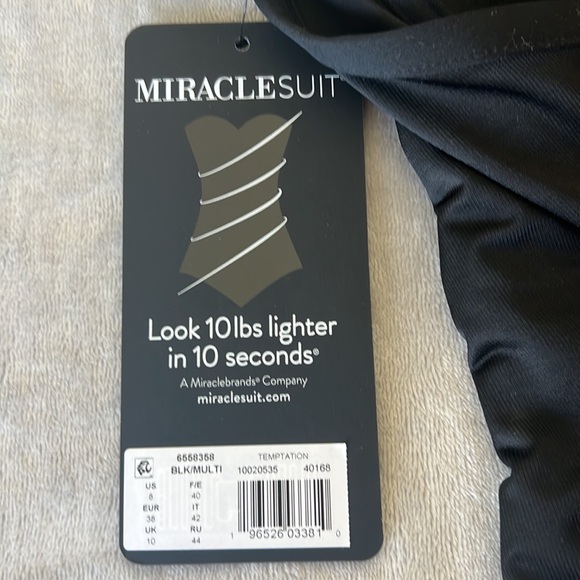 MIRACLESUIT
Look 10lbs lighter
in 10 seconds®
A Miraclebrands® Company
miraclesuit.com
6558358 TEMPTATION
BLK/MULTI 10020535 40168
US F/E
8 40
EUR IT
38 42
UK RU
10 44
1 96526 03381 0